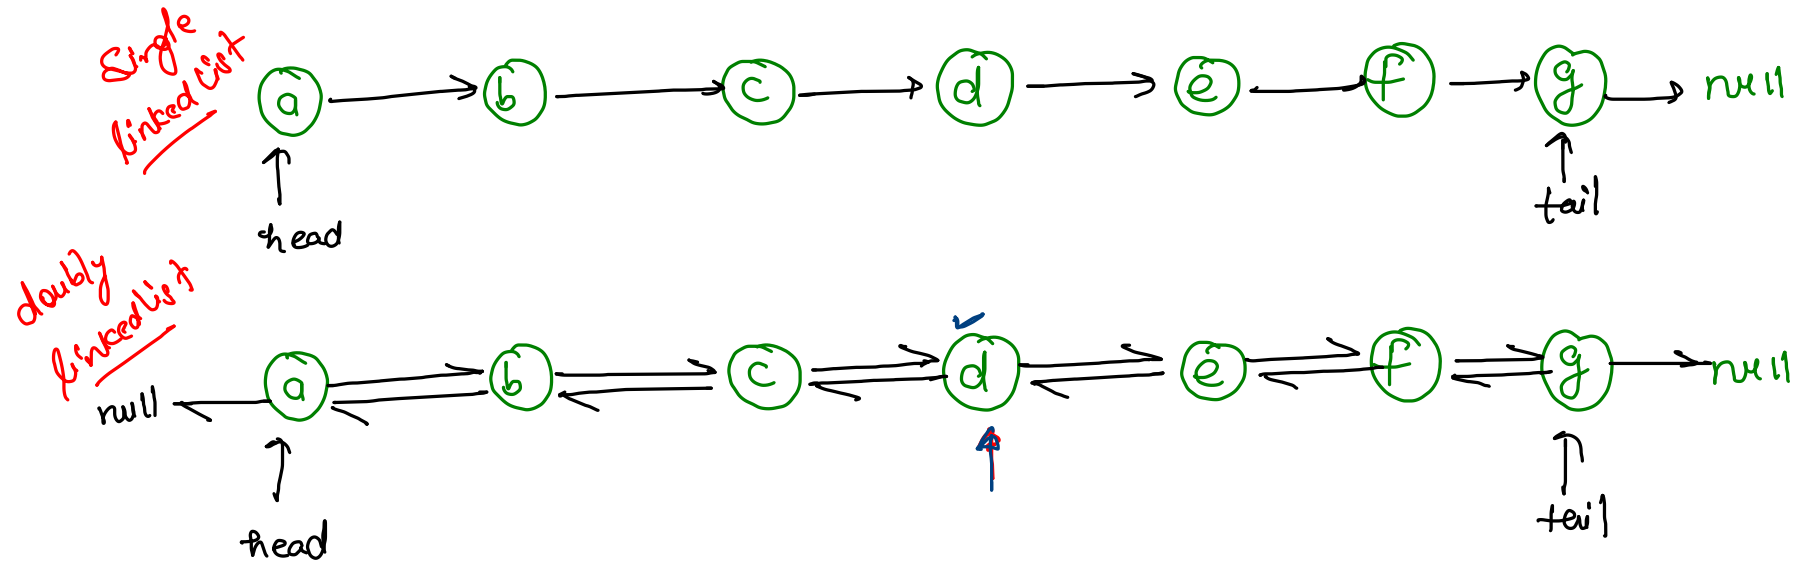 Single
linked list
a b c d e f g null
head
tail
doubly
linked list
null a b c d e f g null
head
tail